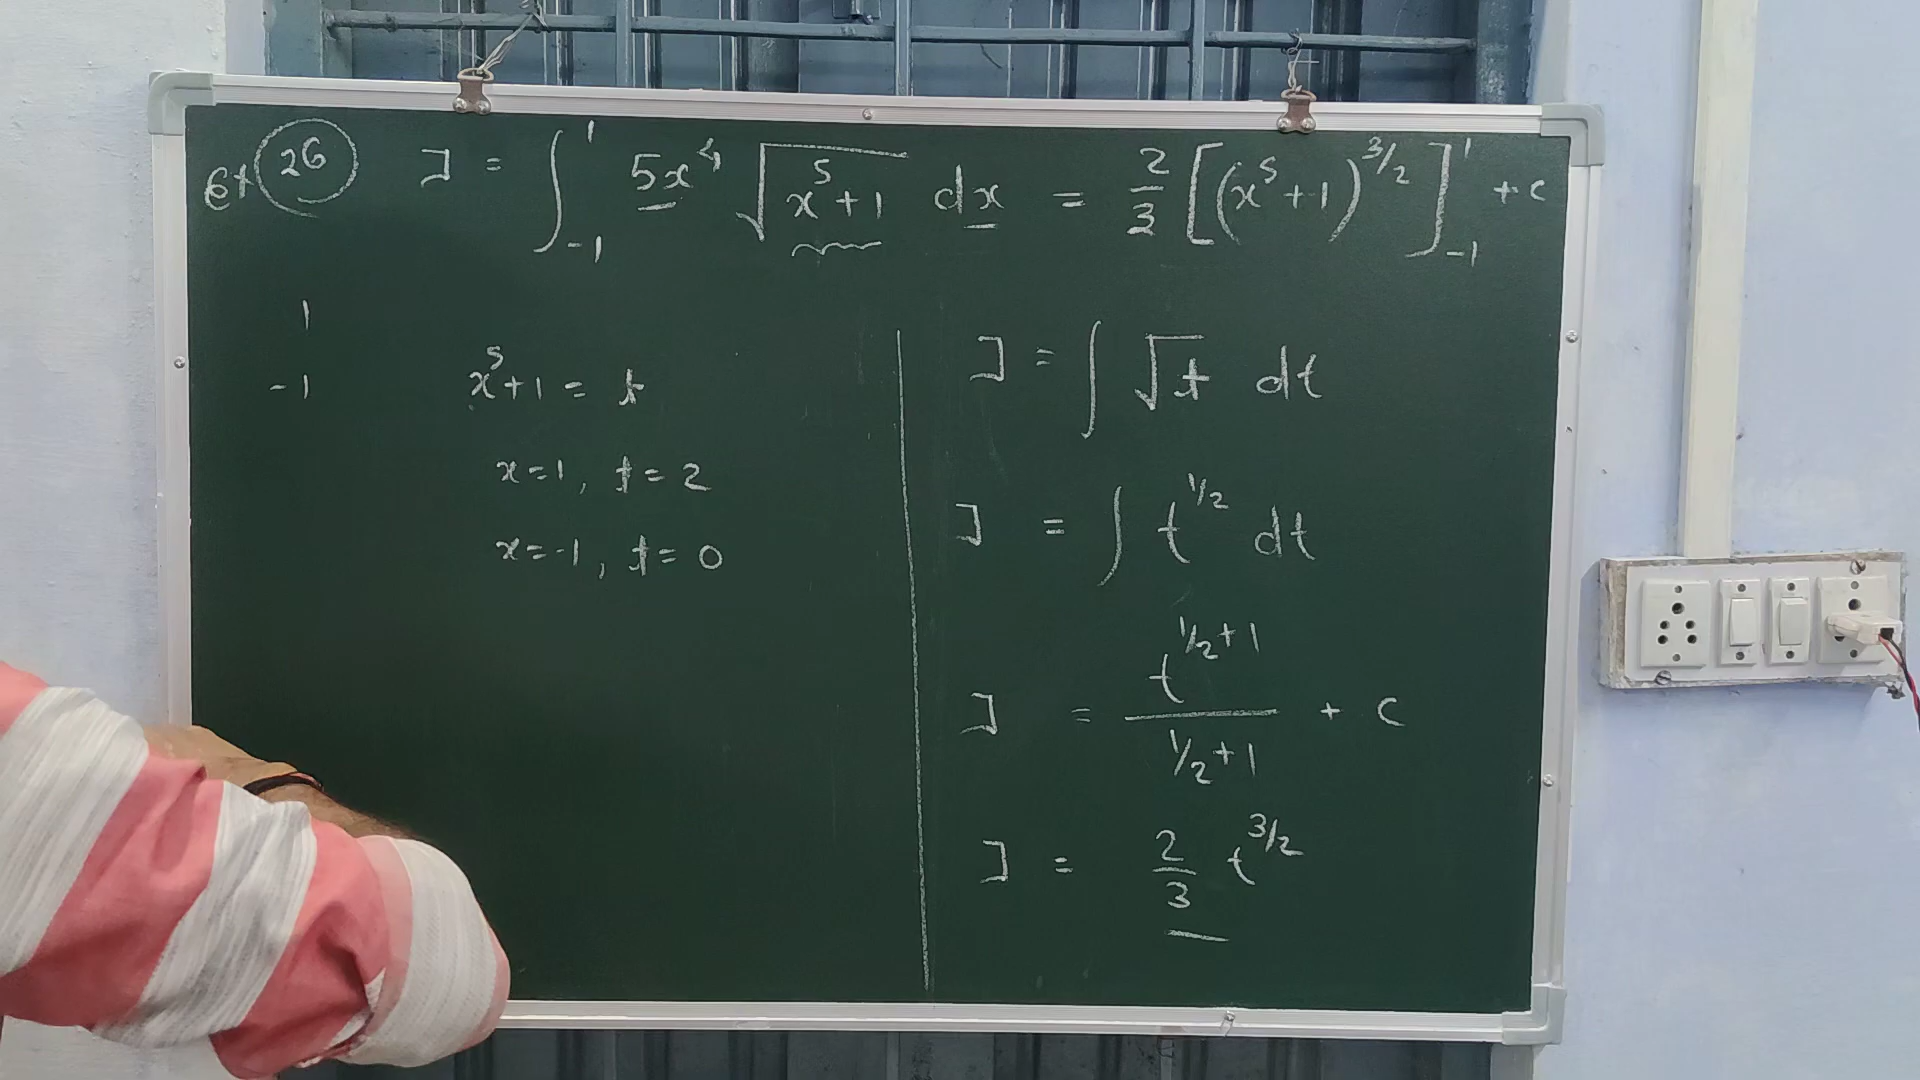 ex 26 I = ∫₋₁¹ 5x⁴ √(x⁵+1) dx = 2/3 [(x⁵+1)^(3/2)]₋₁¹ + c
1
-1
x⁵+1 = t
x=1, t=2
x=-1, t=0
I = ∫ √t dt
I = ∫ t^(1/2) dt
I = t^(1/2+1) / (1/2+1) + c
I = 2/3 t^(3/2)